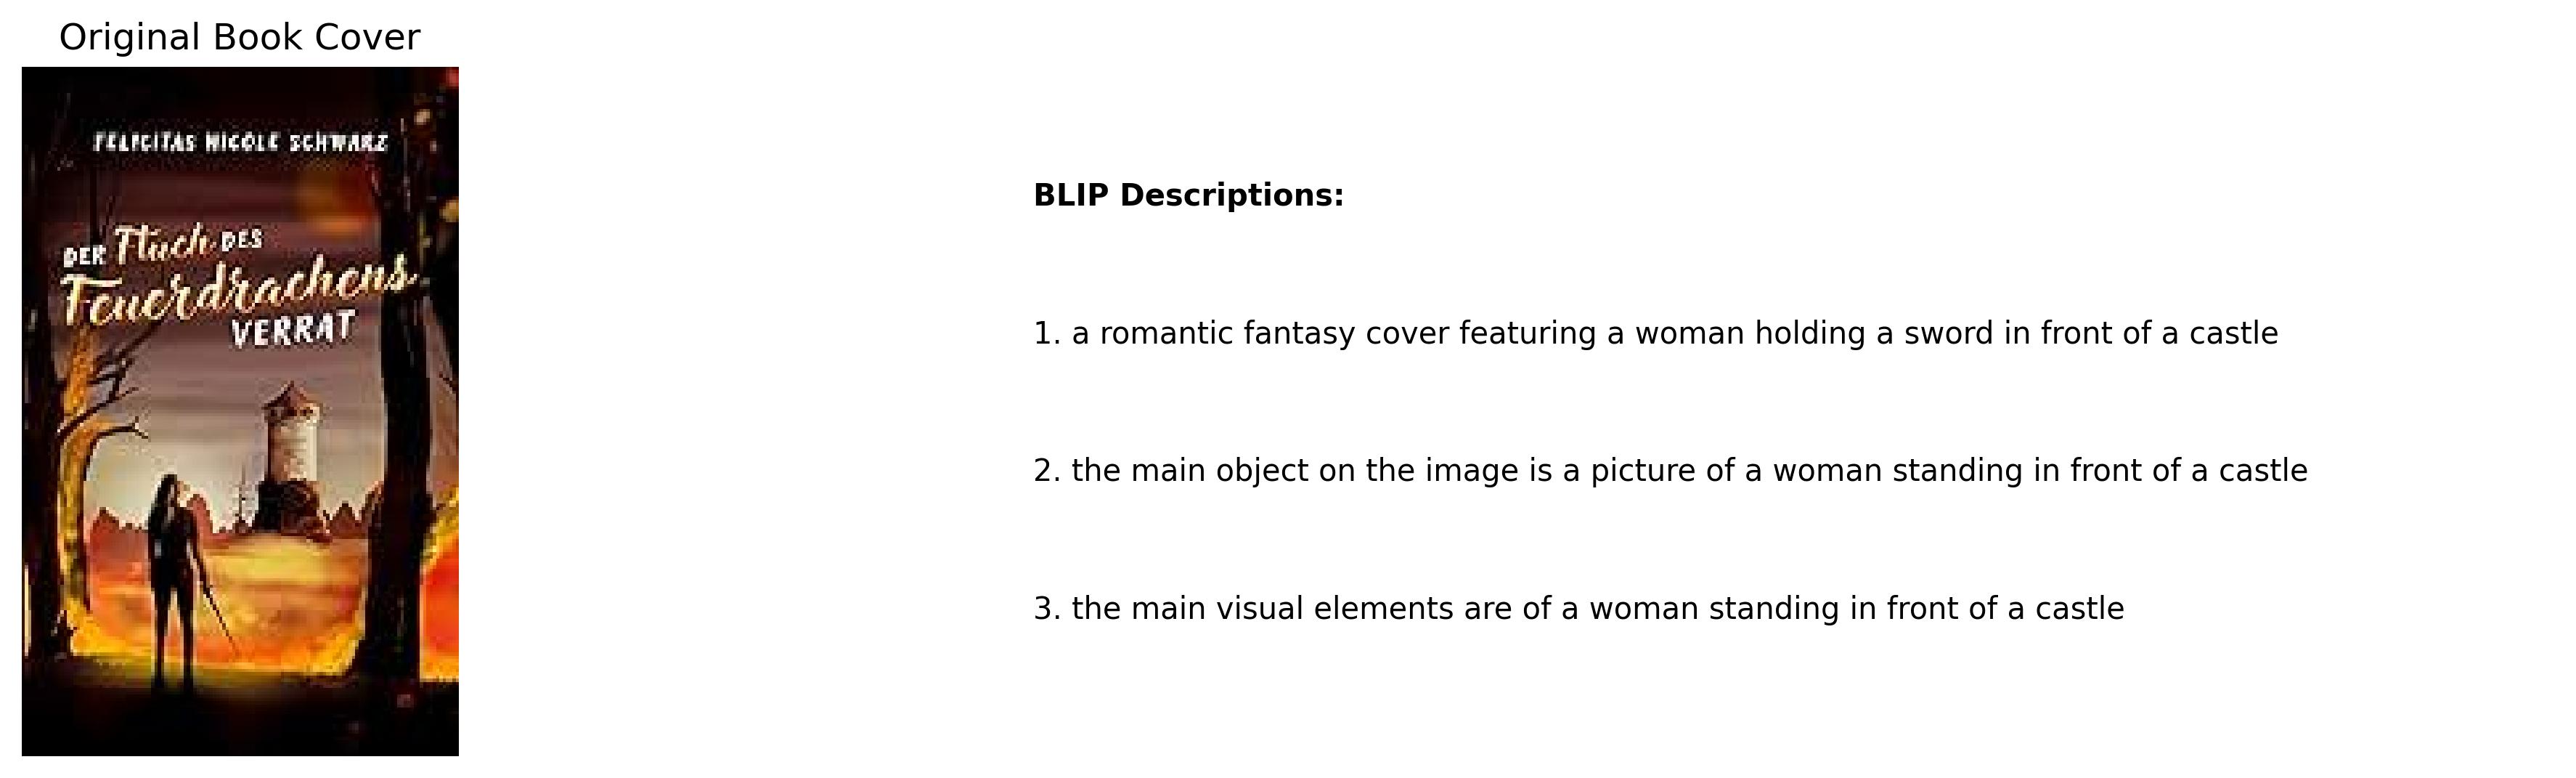 Original Book Cover
FELICITAS NICOLE SCHWARZ
DER Fluch DES
Feuerdrachens
VERRAT
BLIP Descriptions:
1. a romantic fantasy cover featuring a woman holding a sword in front of a castle
2. the main object on the image is a picture of a woman standing in front of a castle
3. the main visual elements are of a woman standing in front of a castle